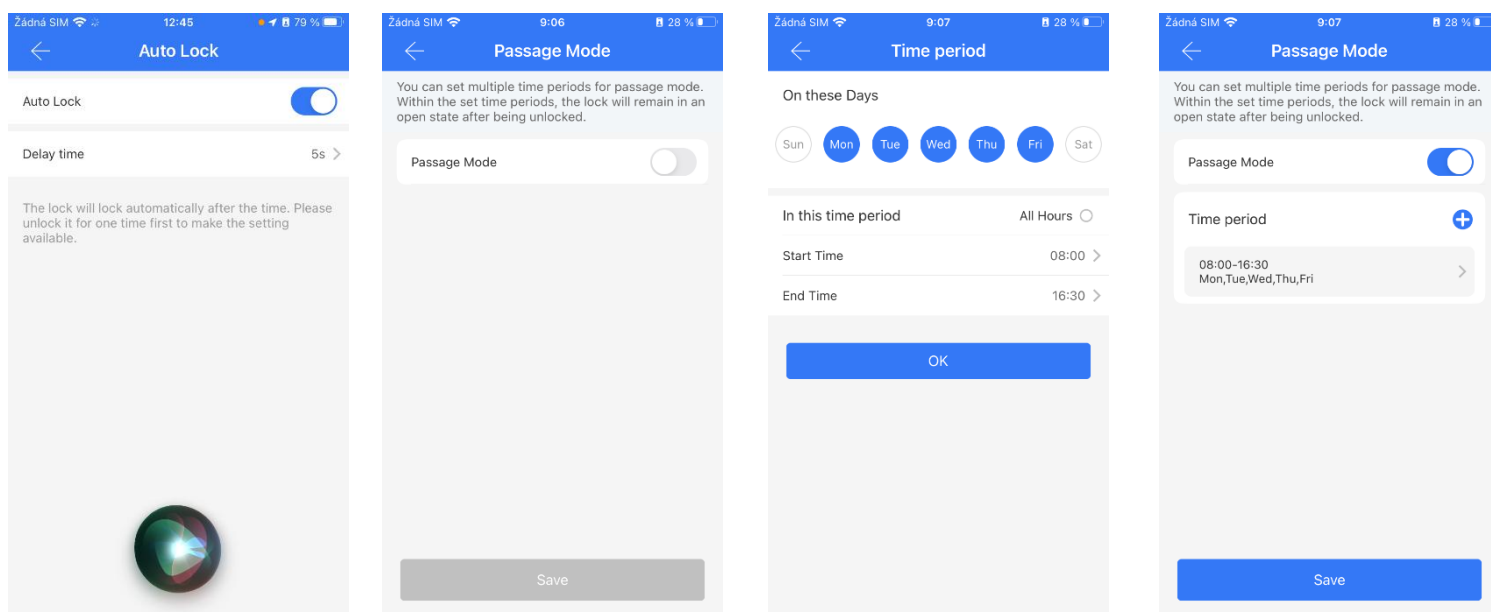 Žádná SIM 12:45 79 %
Auto Lock
Auto Lock
Delay time 5s
The lock will lock automatically after the time. Please
unlock it for one time first to make the setting
available.
Žádná SIM 9:06 28 %
Passage Mode
You can set multiple time periods for passage mode.
Within the set time periods, the lock will remain in an
open state after being unlocked.
Passage Mode
Save
Žádná SIM 9:07 28 %
Time period
On these Days
Sun Mon Tue Wed Thu Fri Sat
In this time period All Hours
Start Time 08:00
End Time 16:30
OK
Žádná SIM 9:07 28 %
Passage Mode
You can set multiple time periods for passage mode.
Within the set time periods, the lock will remain in an
open state after being unlocked.
Passage Mode
Time period
08:00-16:30
Mon,Tue,Wed,Thu,Fri
Save